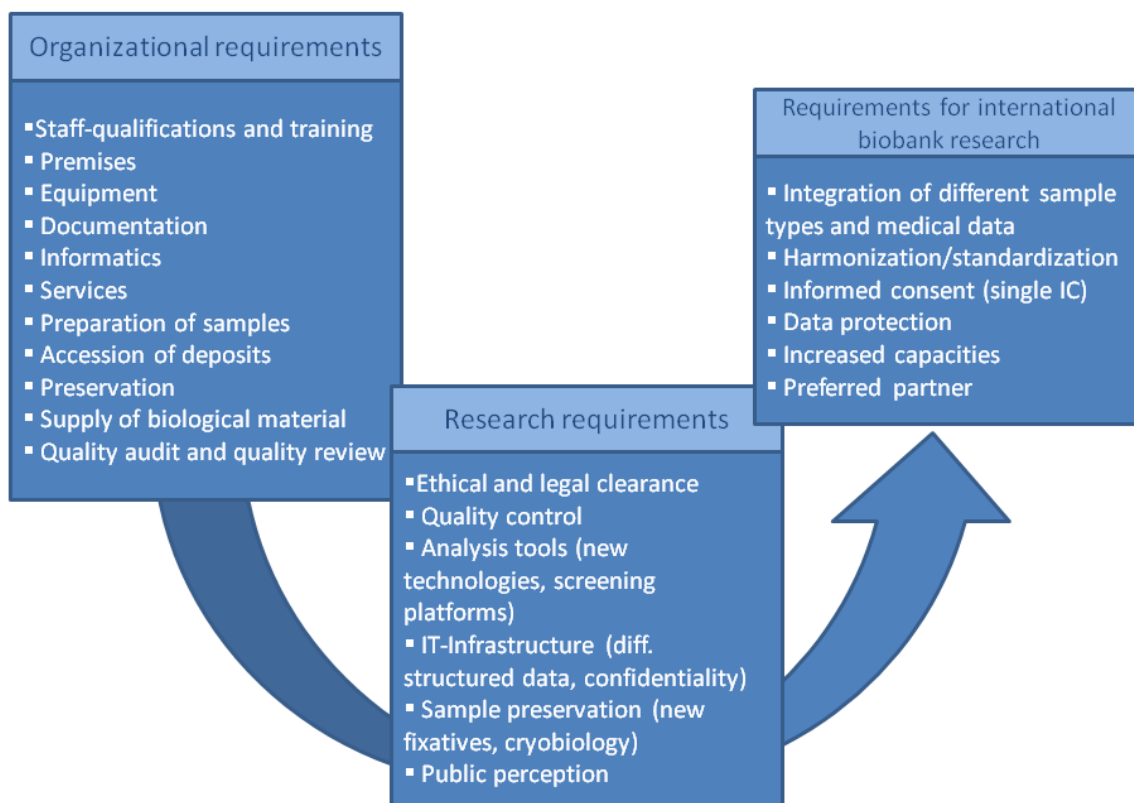 Organizational requirements
▪Staff-qualifications and training
▪ Premises
▪ Equipment
▪ Documentation
▪ Informatics
▪ Services
▪ Preparation of samples
▪ Accession of deposits
▪ Preservation
▪ Supply of biological material
▪ Quality audit and quality review
Research requirements
▪Ethical and legal clearance
▪ Quality control
▪ Analysis tools (new
technologies, screening
platforms)
▪ IT-Infrastructure (diff.
structured data, confidentiality)
▪ Sample preservation (new
fixatives, cryobiology)
▪ Public perception
Requirements for international
biobank research
▪ Integration of different sample
types and medical data
▪ Harmonization/standardization
▪ Informed consent (single IC)
▪ Data protection
▪ Increased capacities
▪ Preferred partner